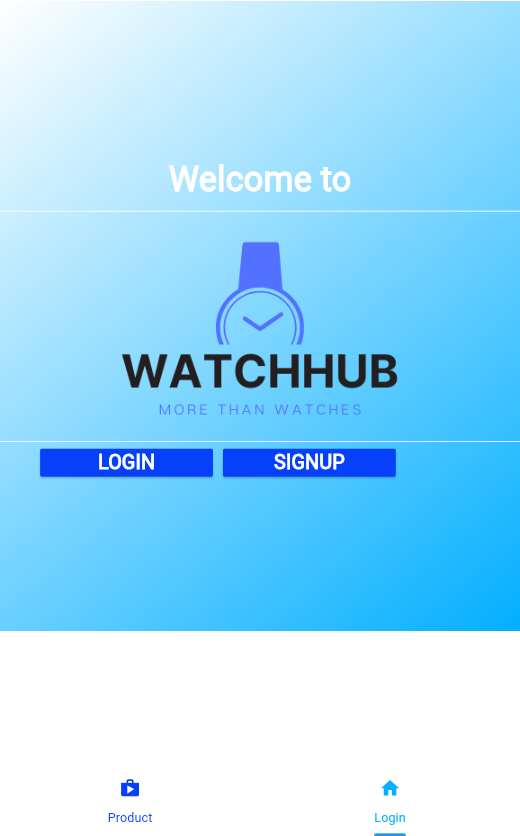 Welcome to
WATCHHUB
MORE THAN WATCHES
LOGIN SIGNUP
Product Login